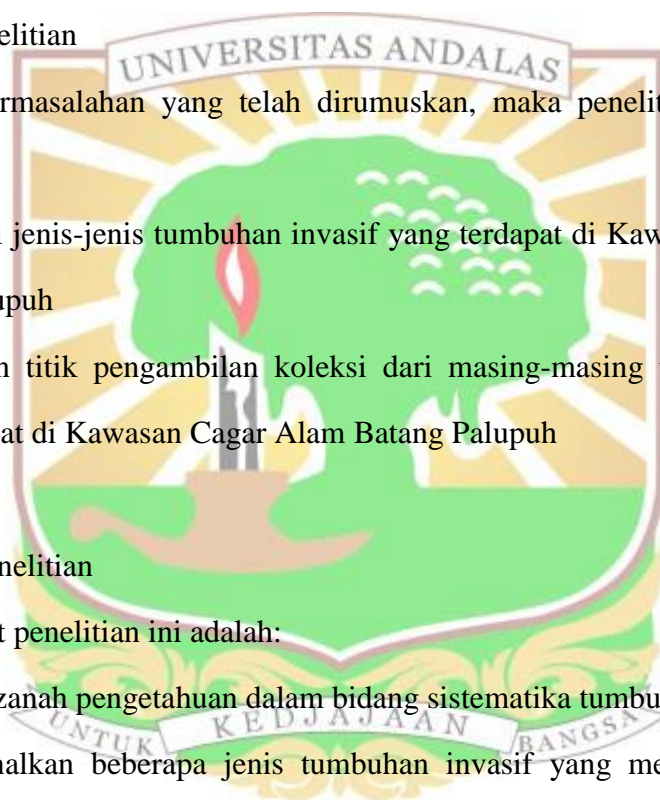 elitian
UNIVERSITAS ANDALAS
ermasalahan yang telah dirumuskan, maka penelit
i jenis-jenis tumbuhan invasif yang terdapat di Kaw
upuh
n titik pengambilan koleksi dari masing-masing
at di Kawasan Cagar Alam Batang Palupuh
nelitian
t penelitian ini adalah:
zanah pengetahuan dalam bidang sistematika tumbu
UNTUK KEDJAJAAN BANGSA
nalkan beberapa jenis tumbuhan invasif yang me